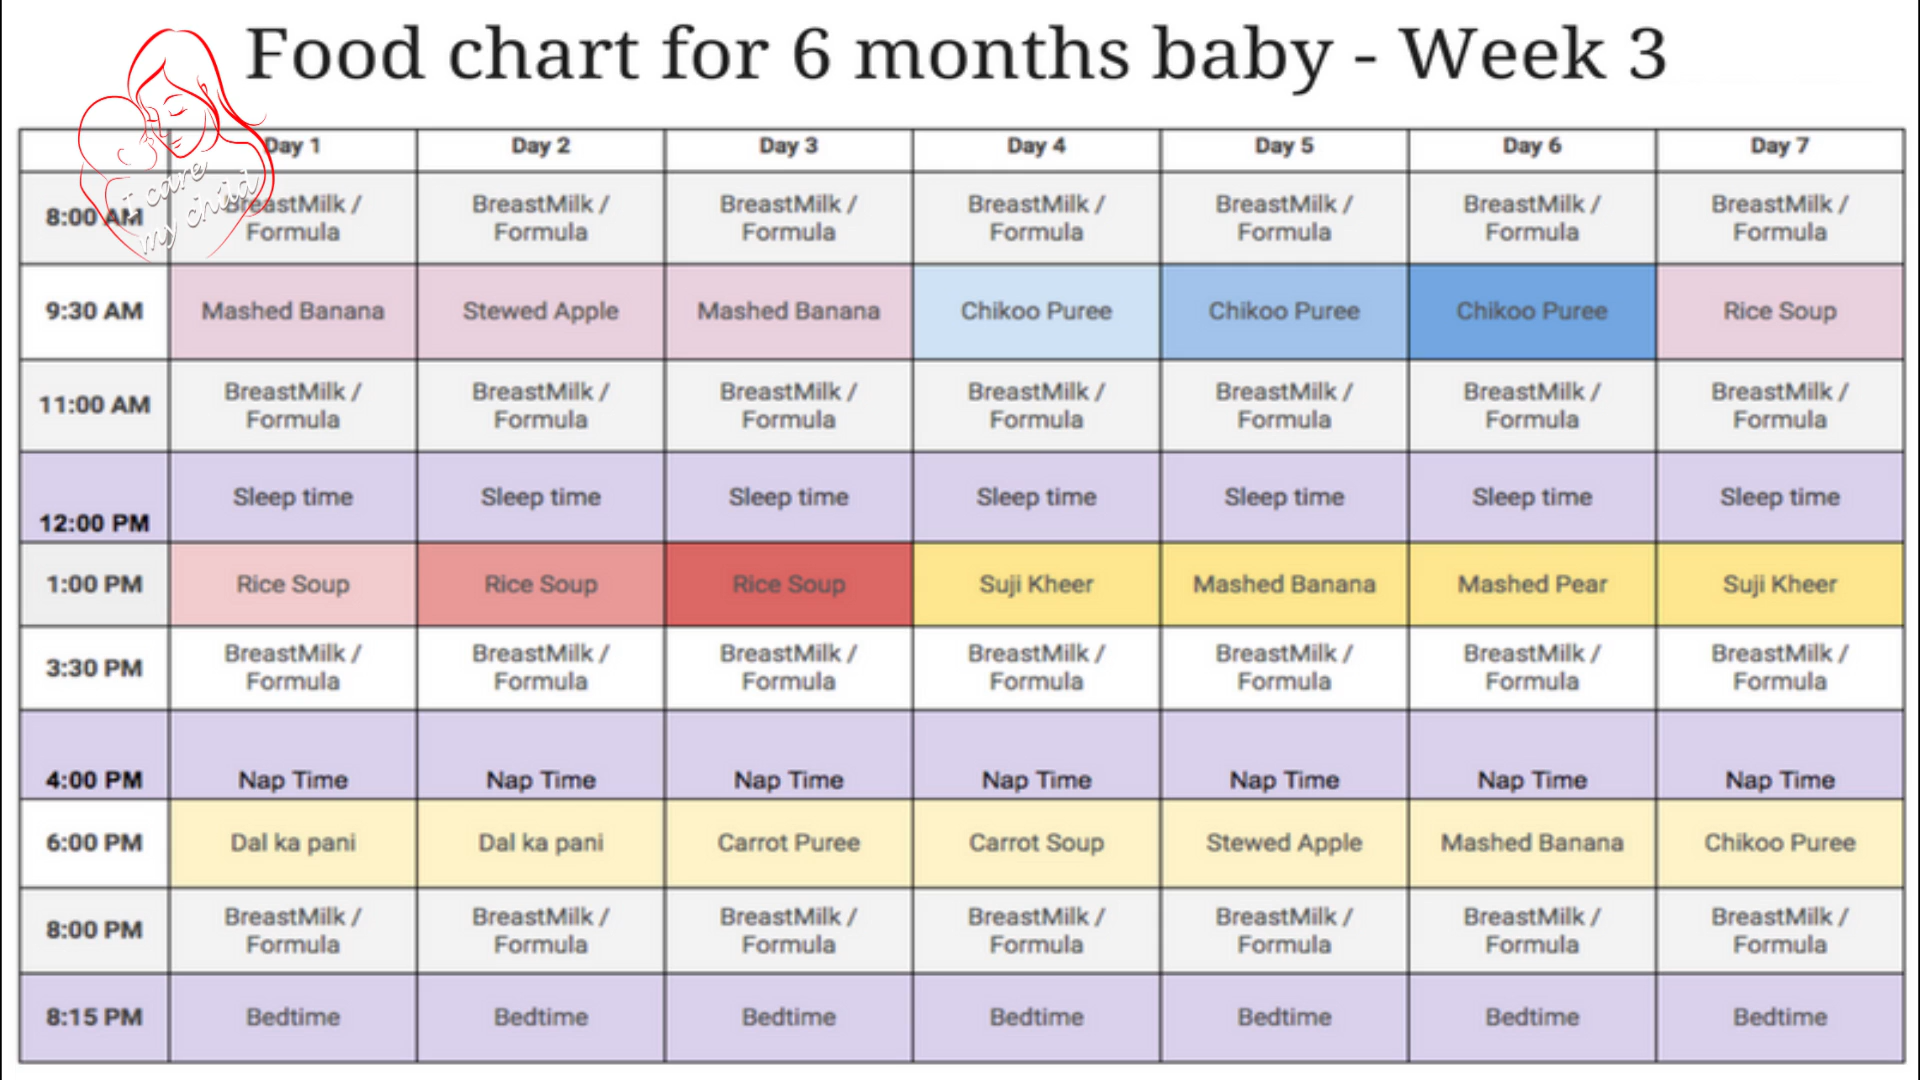 Food chart for 6 months baby - Week 3
I care
my child
Day 1 Day 2 Day 3 Day 4 Day 5 Day 6 Day 7
8:00 AM BreastMilk / BreastMilk / BreastMilk / BreastMilk / BreastMilk / BreastMilk / BreastMilk /
Formula Formula Formula Formula Formula Formula Formula
9:30 AM Mashed Banana Stewed Apple Mashed Banana Chikoo Puree Chikoo Puree Chikoo Puree Rice Soup
11:00 AM BreastMilk / BreastMilk / BreastMilk / BreastMilk / BreastMilk / BreastMilk / BreastMilk /
Formula Formula Formula Formula Formula Formula Formula
12:00 PM Sleep time Sleep time Sleep time Sleep time Sleep time Sleep time Sleep time
1:00 PM Rice Soup Rice Soup Rice Soup Suji Kheer Mashed Banana Mashed Pear Suji Kheer
3:30 PM BreastMilk / BreastMilk / BreastMilk / BreastMilk / BreastMilk / BreastMilk / BreastMilk /
Formula Formula Formula Formula Formula Formula Formula
4:00 PM Nap Time Nap Time Nap Time Nap Time Nap Time Nap Time Nap Time
6:00 PM Dal ka pani Dal ka pani Carrot Puree Carrot Soup Stewed Apple Mashed Banana Chikoo Puree
8:00 PM BreastMilk / BreastMilk / BreastMilk / BreastMilk / BreastMilk / BreastMilk / BreastMilk /
Formula Formula Formula Formula Formula Formula Formula
8:15 PM Bedtime Bedtime Bedtime Bedtime Bedtime Bedtime Bedtime